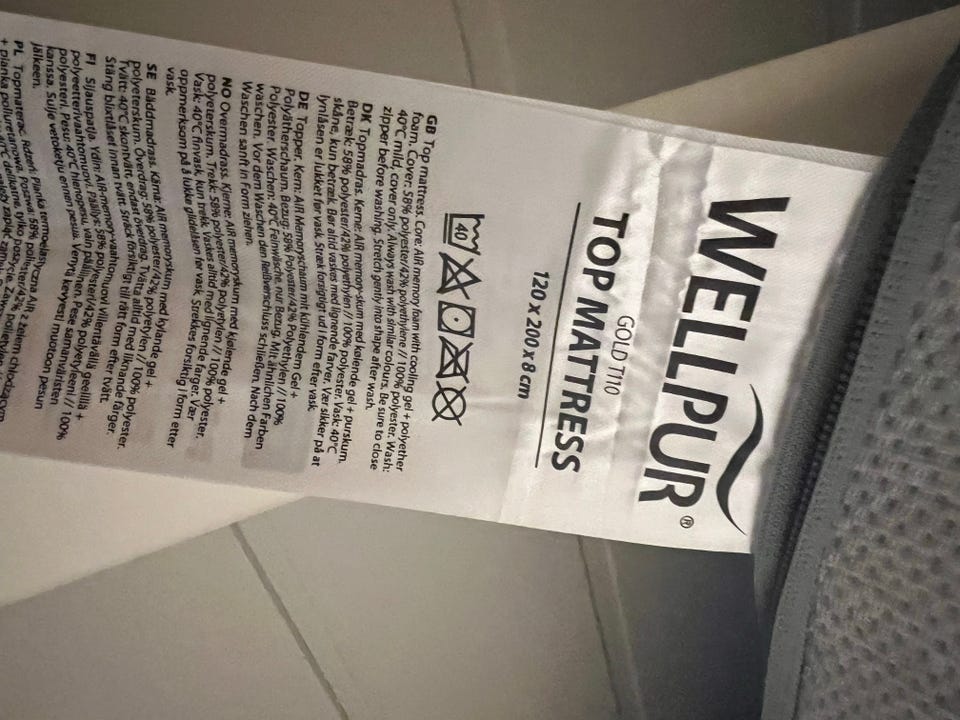 WELLPUR®
GOLD T110
TOP MATTRESS
120 x 200 x 8 cm
40
GB Top mattress. Core: AIR memory foam with cooling gel + polyether
foam. Cover: 58% polyester/42% polyethylene // 100% polyester. Wash:
40°C mild, cover only. Always wash with similar colours. Be sure to close
zipper before washing. Stretch gently into shape after wash.
DK Topmadras. Kerne: AIR memory-skum med kølende gel + purskum.
Betræk: 58% polyester/42% polyethylen // 100% polyester. Vask: 40°C
skåne, kun betræk. Bør altid vaskes med lignende farver. Vær sikker på at
lynlåsen er lukket før vask. Stræk forsigtigt ud i form efter vask.
DE Topper. Kern: AIR Memoryschaum mit kühlendem Gel +
Polyätherschaum. Bezug: 58% Polyester/42% Polyethylen // 100%
Polyester. Waschen: 40°C Feinwäsche, nur Bezug. Mit ähnlichen Farben
waschen. Vor dem Waschen den Reißverschluss schließen. Nach dem
Waschen sanft in Form ziehen.
NO Overmadrass. Kjerne: AIR memoryskum med kjølende gel +
polyeterskum. Trekk: 58% polyester/42% polyetylen // 100% polyester.
Vask: 40°C finvask, kun trekk. Vaskes alltid med lignende farger. Vær
oppmerksom på å lukke glidelåsen før vask. Strekkes forsiktig i form etter
vask.
SE Bäddmadrass. Kärna: AIR memoryskum med kylande gel +
polyeterskum. Överdrag: 58% polyester/42% polyetylen // 100% polyester.
Tvätt: 40°C skontvätt, endast överdrag. Tvätta alltid med liknande färger.
Stäng blixtlåset innan tvätt. Sträck försiktigt till rätt form efter tvätt.
FI Sijauspatja. Ydin: AIR-memory-vaahtomuovi viilentävällä geelillä +
polyeetterivaahtomuovi. Päällys: 58% polyesteri/42% polyetyleeni // 100%
polyesteri. Pesu: 40°C hienopesu, vain päällinen. Pese samanväristen
kanssa. Sulje vetoketju ennen pesua. Venytä kevyesti muotoon pesun
jälkeen.
PL Topmaterac. Rdzeń: Pianka termoelastyczna AIR z żelem chłodzącym
+ pianka poliuretanowa. Poszwa: 58% poliester/42% polietylen